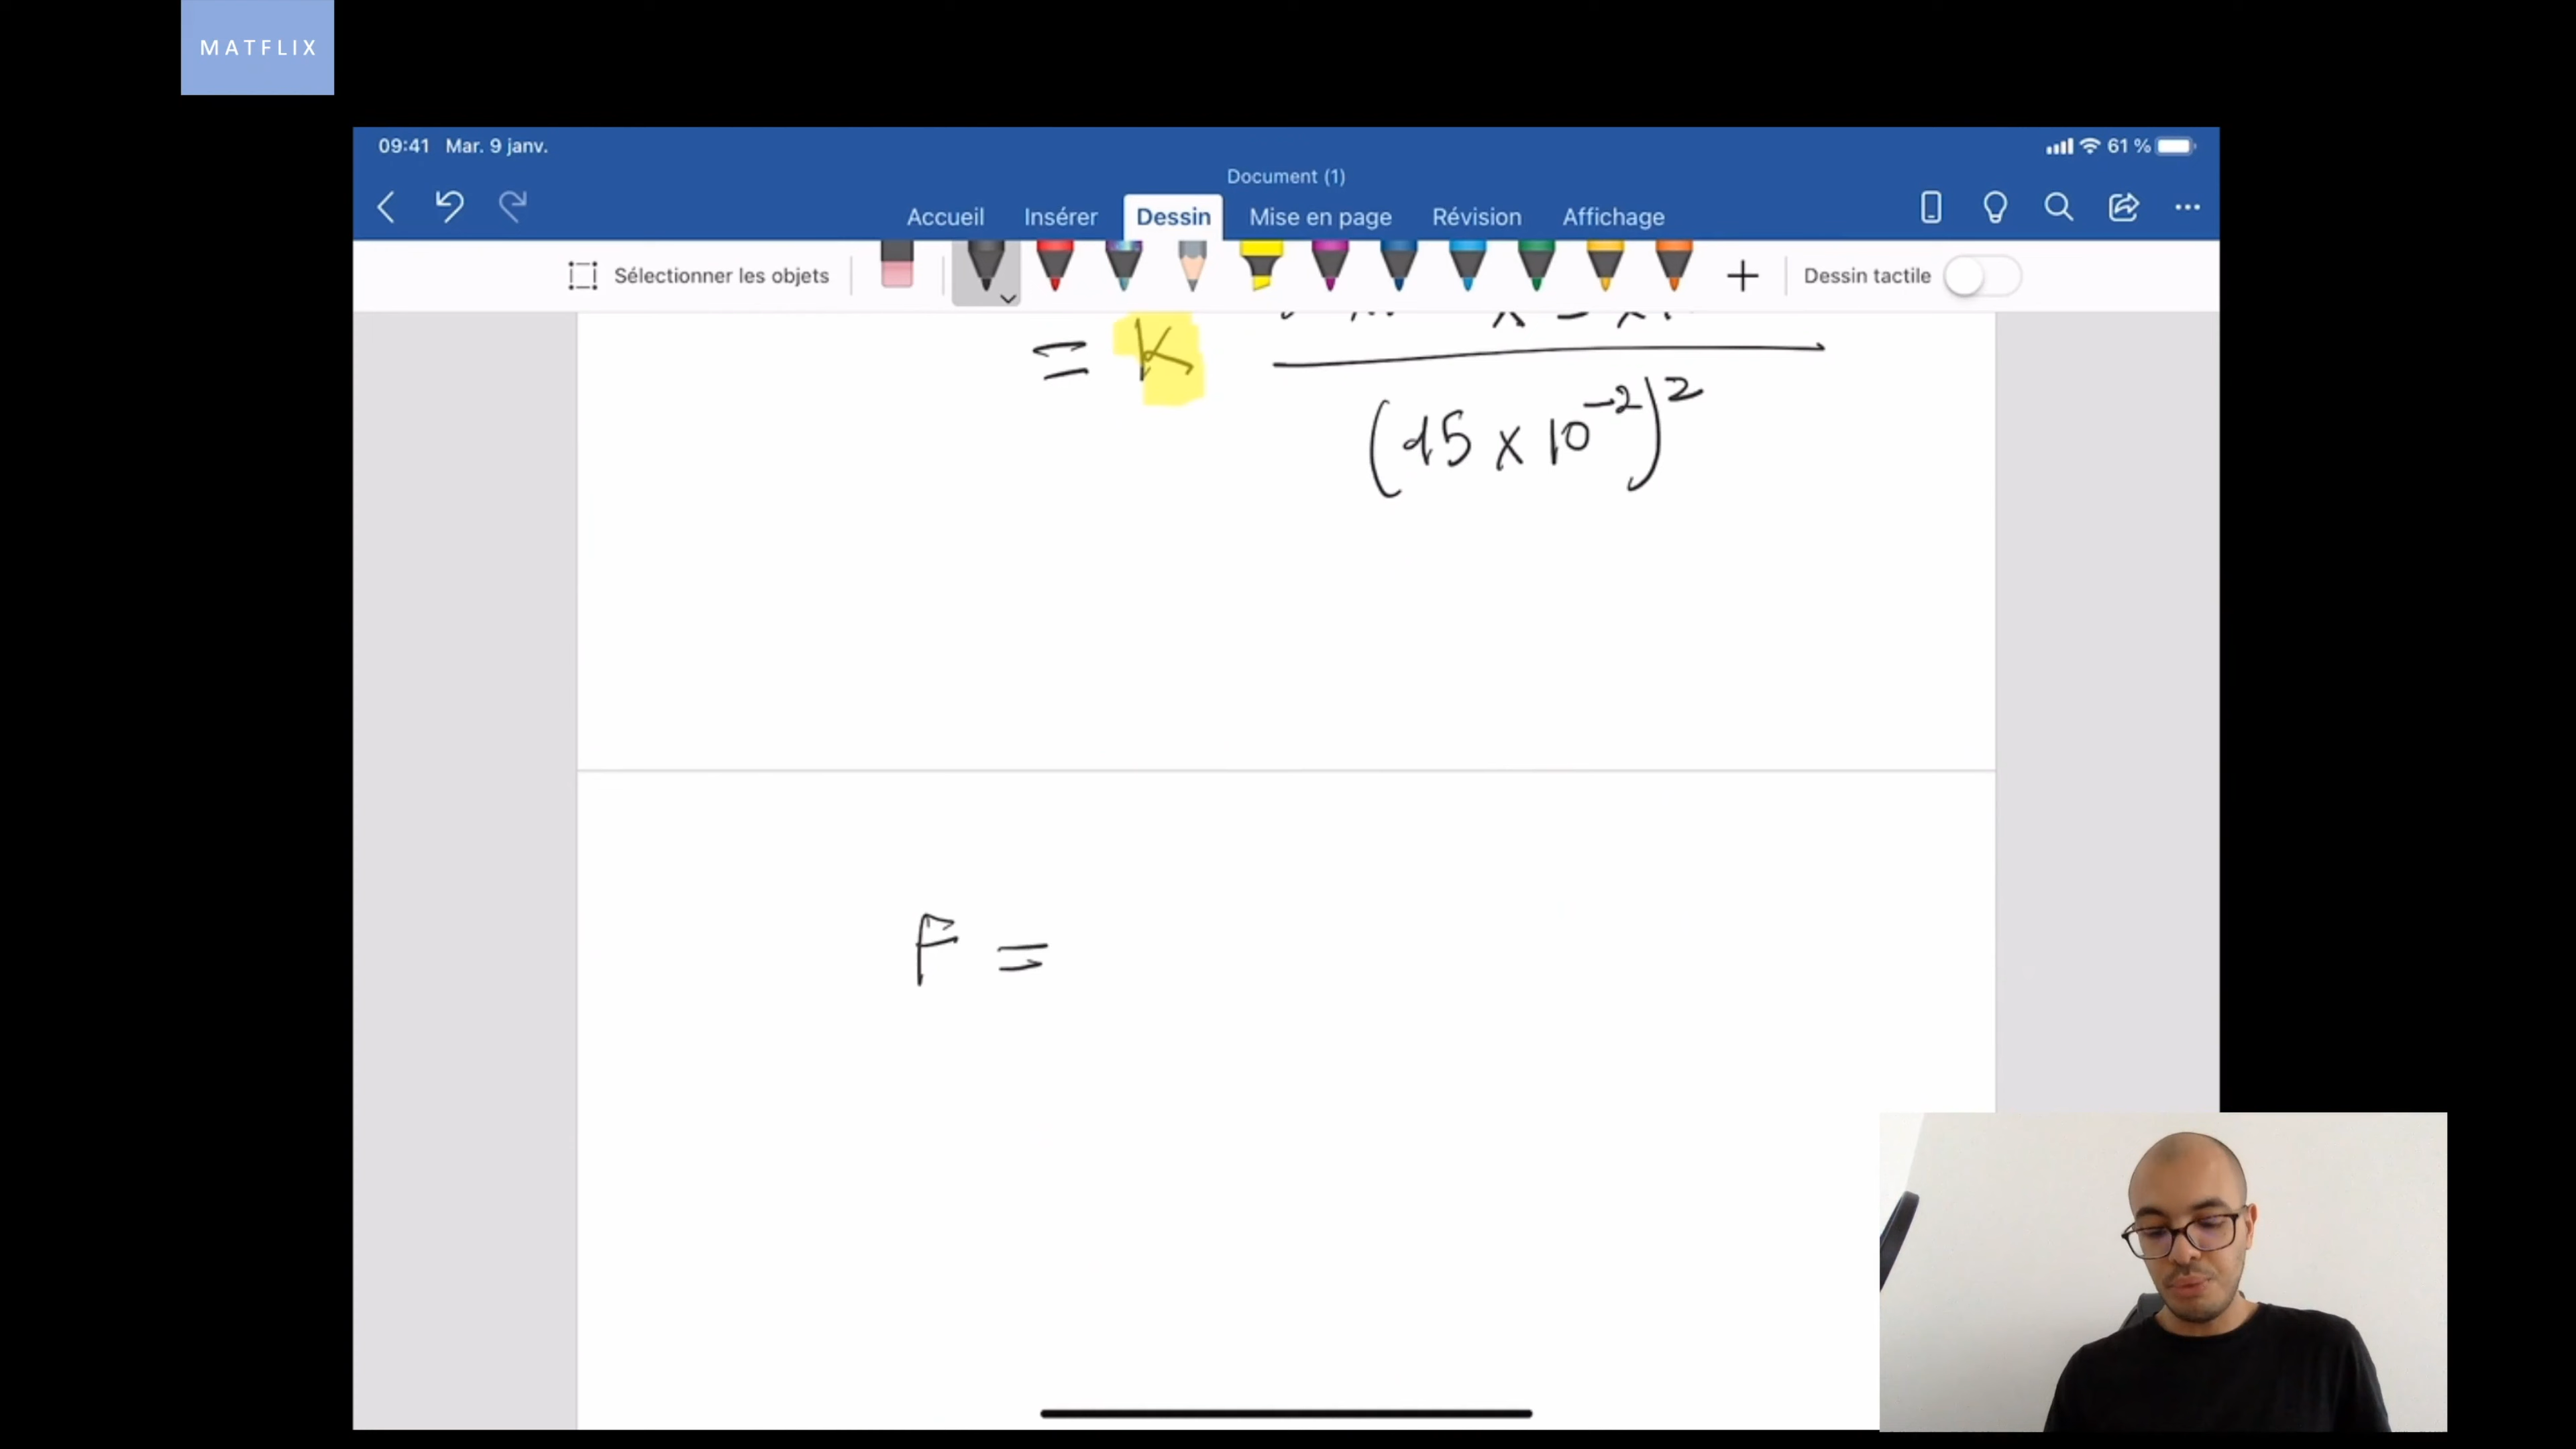 MATFLIX
09:41 Mar. 9 janv.
61 %
Document (1)
Accueil Insérer Dessin Mise en page Révision Affichage
Sélectionner les objets
Dessin tactile
= K
(15 x 10⁻²)²
F =